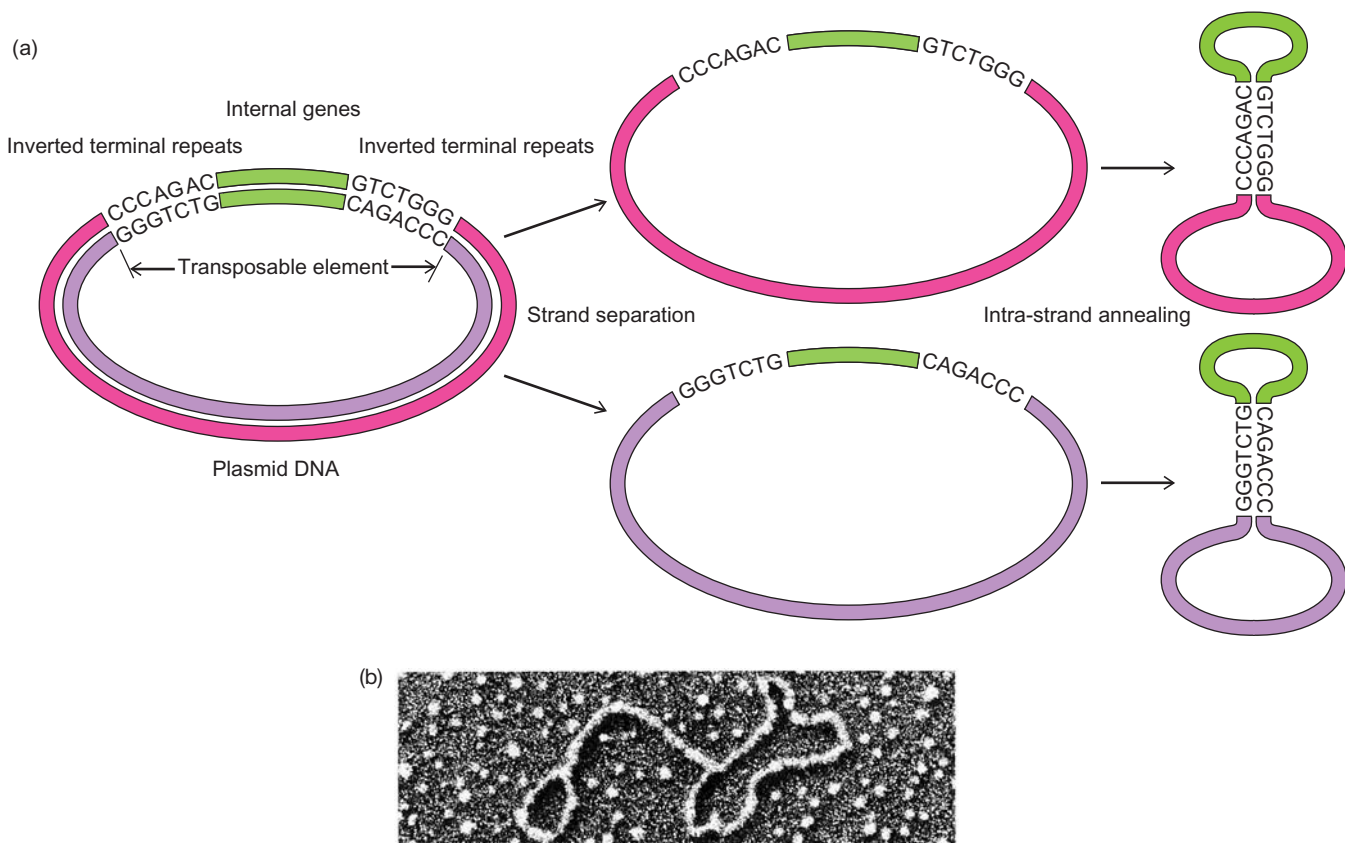 (a)
Internal genes
Inverted terminal repeats
Inverted terminal repeats
CCCAGAC
GTCTGGG
GGGTCTG
CAGACCC
Transposable element
Plasmid DNA
Strand separation
CCCAGAC
GTCTGGG
GGGTCTG
CAGACCC
Intra-strand annealing
CCCAGAC
GTCTGGG
GGGTCTG
CAGACCC
(b)